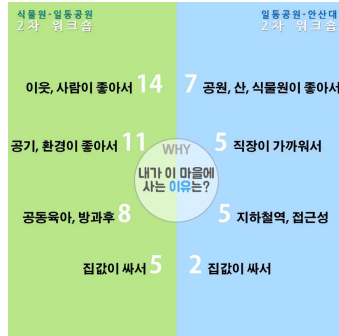 식물원-일동공원
2차 워크숍
일동공원-안산대
2차 워크숍
이웃, 사람이 좋아서 14
공기, 환경이 좋아서 11
공동육아, 방과후 8
집값이 싸서 5
WHY
내가 이 마을에
사는 이유는?
7 공원, 산, 식물원이 좋아서
5 직장이 가까워서
5 지하철역, 접근성
2 집값이 싸서